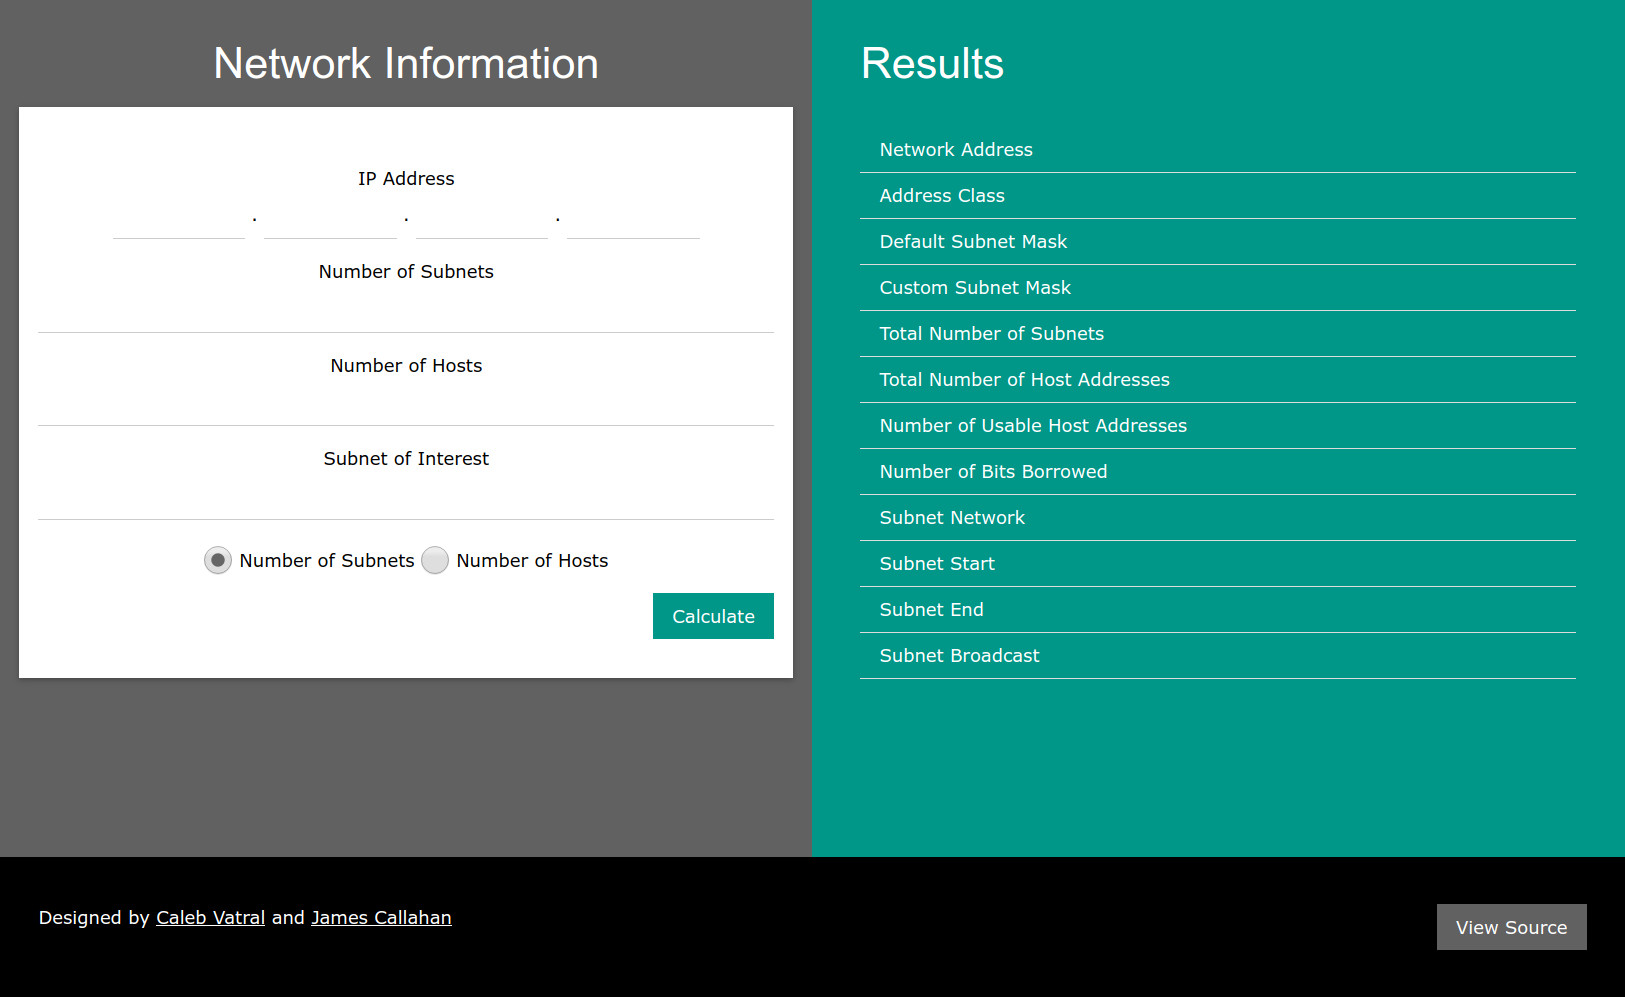 Network Information
IP Address
. . .
Number of Subnets
Number of Hosts
Subnet of Interest
Number of Subnets Number of Hosts
Calculate
Results
Network Address
Address Class
Default Subnet Mask
Custom Subnet Mask
Total Number of Subnets
Total Number of Host Addresses
Number of Usable Host Addresses
Number of Bits Borrowed
Subnet Network
Subnet Start
Subnet End
Subnet Broadcast
Designed by Caleb Vatral and James Callahan
View Source